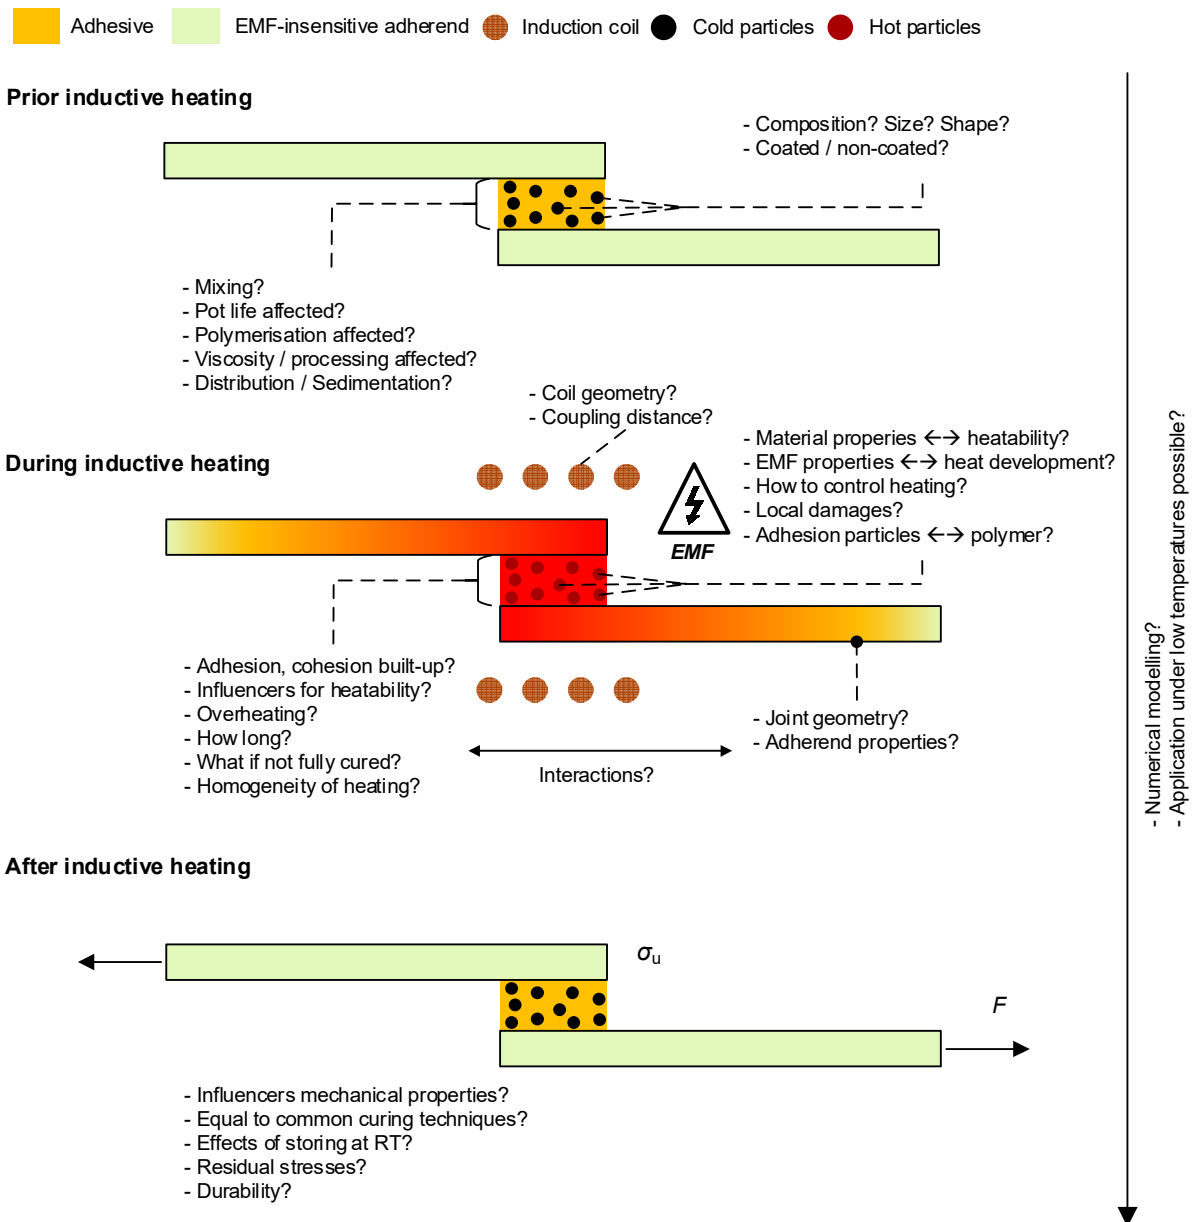 Adhesive
EMF-insensitive adherend
Induction coil
Cold particles
Hot particles
Prior inductive heating
- Composition? Size? Shape?
- Coated / non-coated?
- Mixing?
- Pot life affected?
- Polymerisation affected?
- Viscosity / processing affected?
- Distribution / Sedimentation?
- Coil geometry?
- Coupling distance?
During inductive heating
- Material properies ←→ heatability?
- EMF properties ←→ heat development?
- How to control heating?
- Local damages?
- Adhesion particles ←→ polymer?
EMF
- Adhesion, cohesion built-up?
- Influencers for heatability?
- Overheating?
- How long?
- What if not fully cured?
- Homogeneity of heating?
- Joint geometry?
- Adherend properties?
Interactions?
After inductive heating
σu
F
- Influencers mechanical properties?
- Equal to common curing techniques?
- Effects of storing at RT?
- Residual stresses?
- Durability?
- Numerical modelling?
- Application under low temperatures possible?